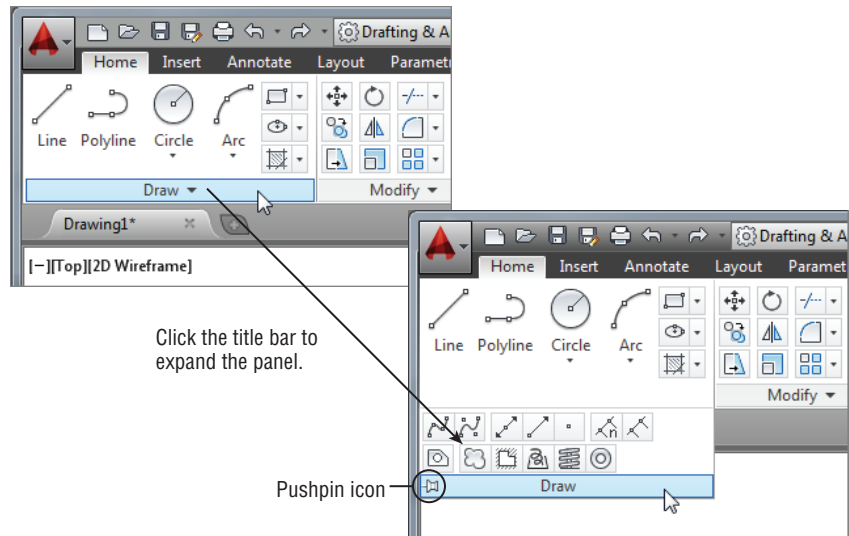 Drafting & A
Home Insert Annotate Layout Paramet
Line Polyline Circle Arc
Draw Modify
Drawing1*
[−][Top][2D Wireframe]
Click the title bar to
expand the panel.
Drafting & A
Home Insert Annotate Layout Paramet
Line Polyline Circle Arc
Modify
n
Pushpin icon
Draw